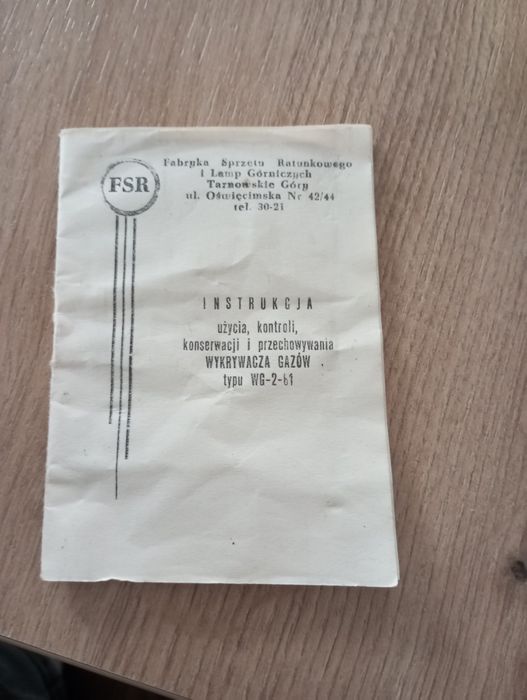 FSR
Fabryka Sprzetu Ratunkowego
i Lamp Górniczych
Tarnowskie Góry
ul. Oświęcimska Nr 42/44
tel. 30-21
INSTRUKCJA
użycia, kontroli,
konserwacji i przechowywania
WYKRYWACZA GAZÓW
typu WG-2-61